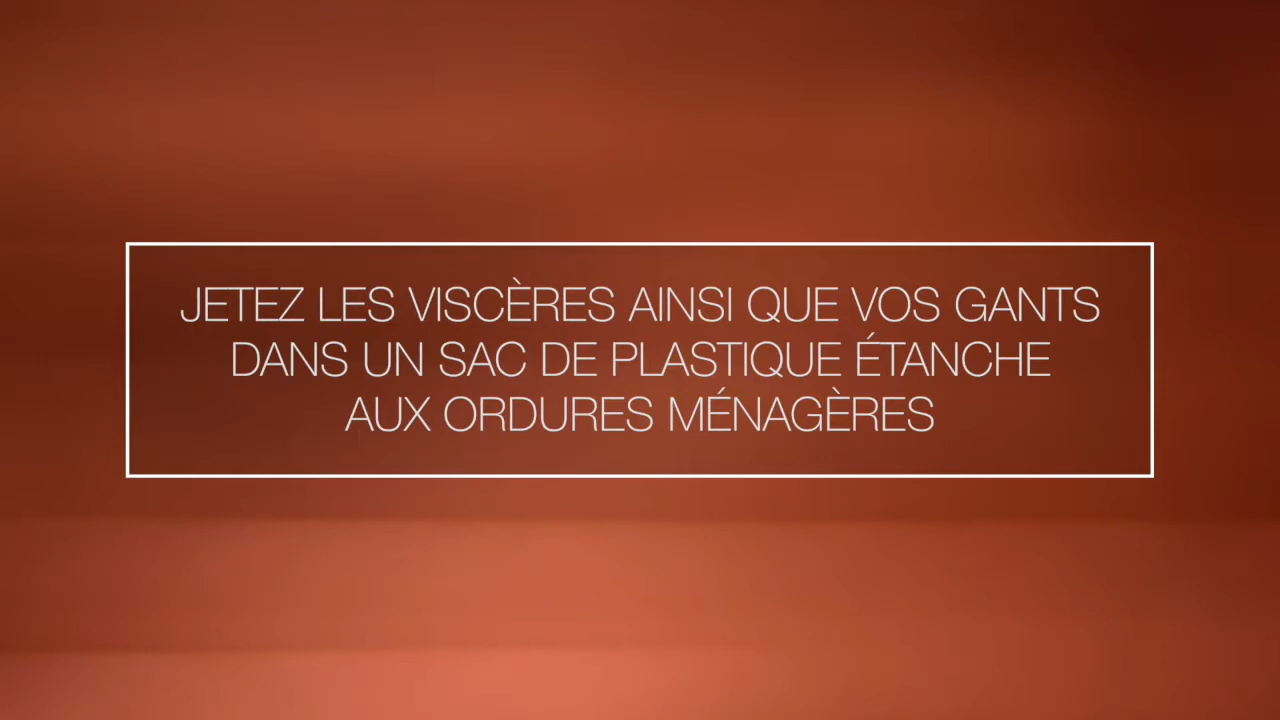 JETEZ LES VISCÈRES AINSI QUE VOS GANTS
DANS UN SAC DE PLASTIQUE ÉTANCHE
AUX ORDURES MÉNAGÈRES